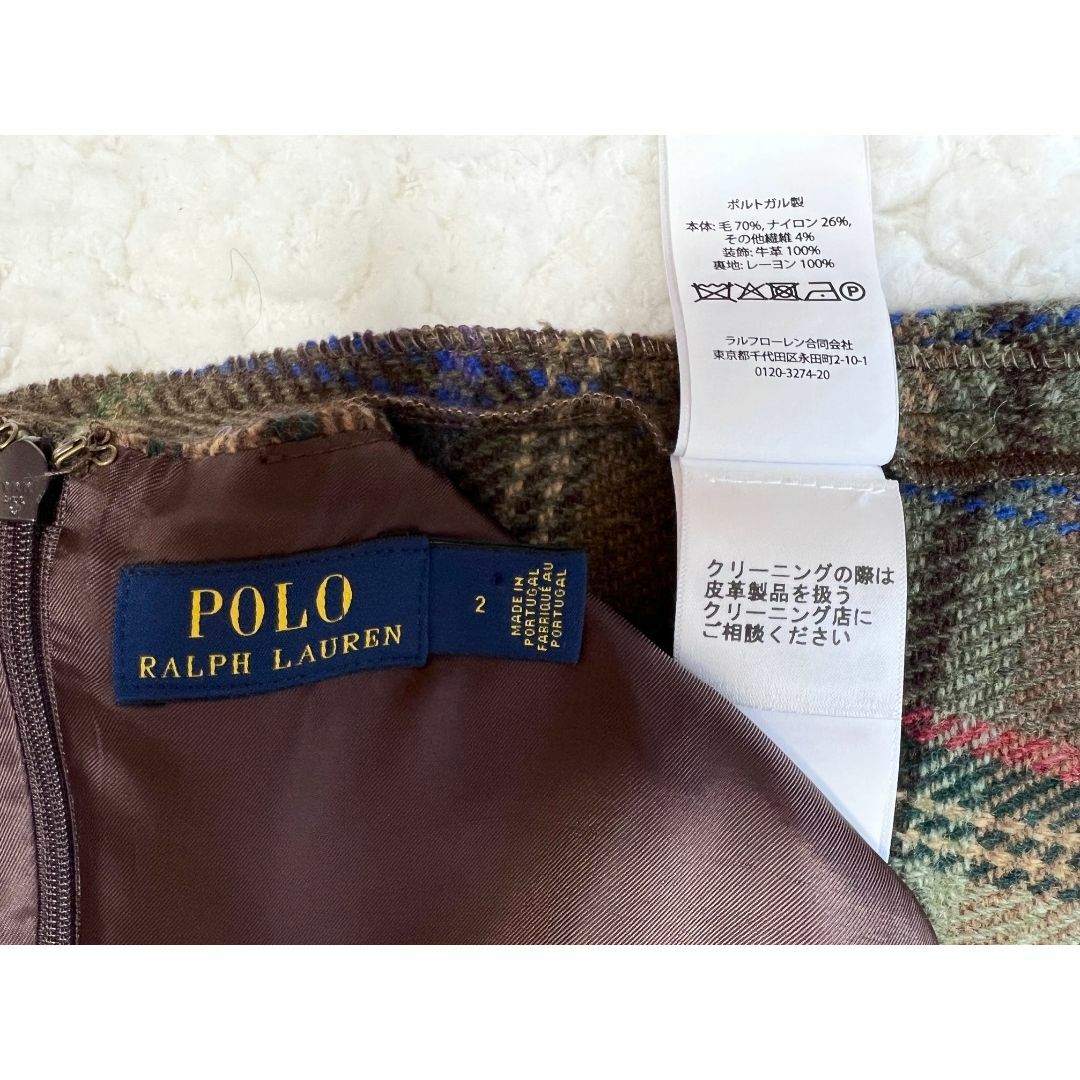 ポルトガル製
本体: 毛 70%, ナイロン 26%,
その他繊維 4%
装飾: 牛革 100%
裏地: レーヨン 100%
P
ラルフローレン合同会社
東京都千代田区永田町2-10-1
0120-3274-20
クリーニングの際は
皮革製品を扱う
クリーニング店に
ご相談ください
POLO
RALPH LAUREN
2
MADE IN
PORTUGAL
FABRIQUÉ AU
PORTUGAL